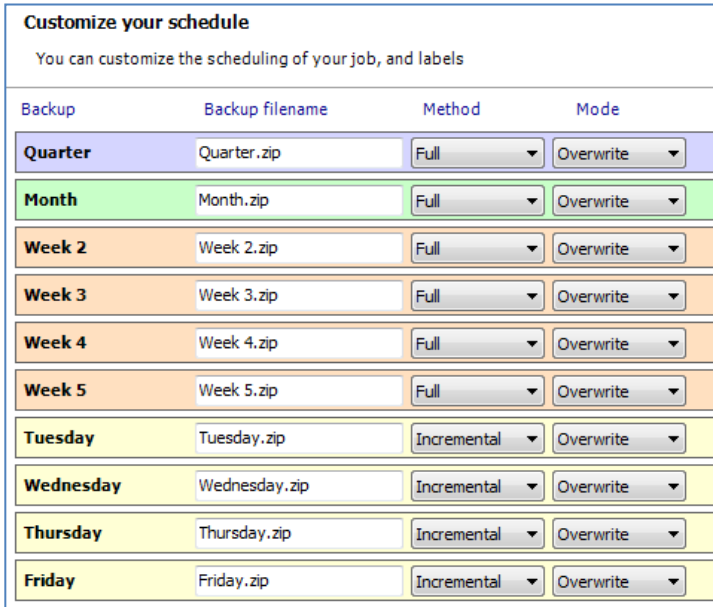 Customize your schedule
You can customize the scheduling of your job, and labels
Backup Backup filename Method Mode
Quarter Quarter.zip Full Overwrite
Month Month.zip Full Overwrite
Week 2 Week 2.zip Full Overwrite
Week 3 Week 3.zip Full Overwrite
Week 4 Week 4.zip Full Overwrite
Week 5 Week 5.zip Full Overwrite
Tuesday Tuesday.zip Incremental Overwrite
Wednesday Wednesday.zip Incremental Overwrite
Thursday Thursday.zip Incremental Overwrite
Friday Friday.zip Incremental Overwrite